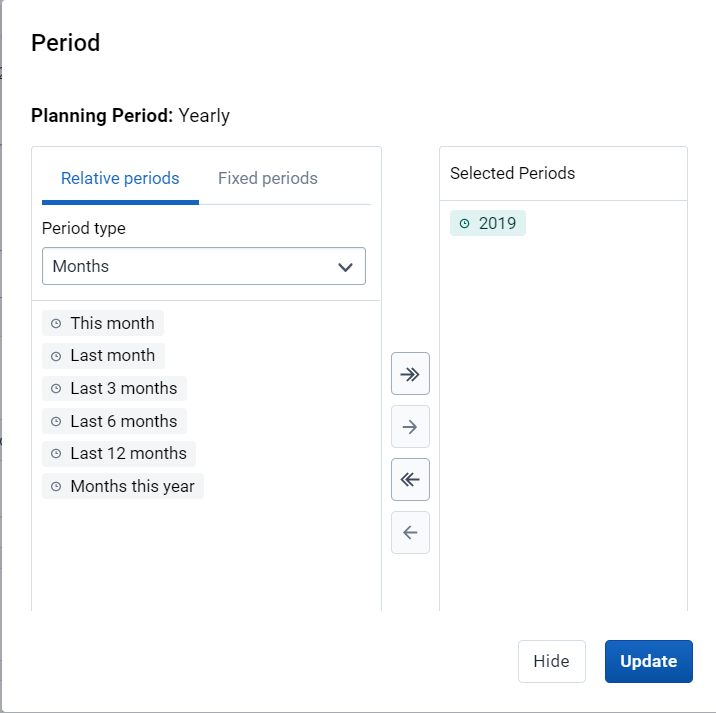 Period
Planning Period: Yearly
Relative periods
Fixed periods
Period type
Months
This month
Last month
Last 3 months
Last 6 months
Last 12 months
Months this year
Selected Periods
2019
Hide
Update